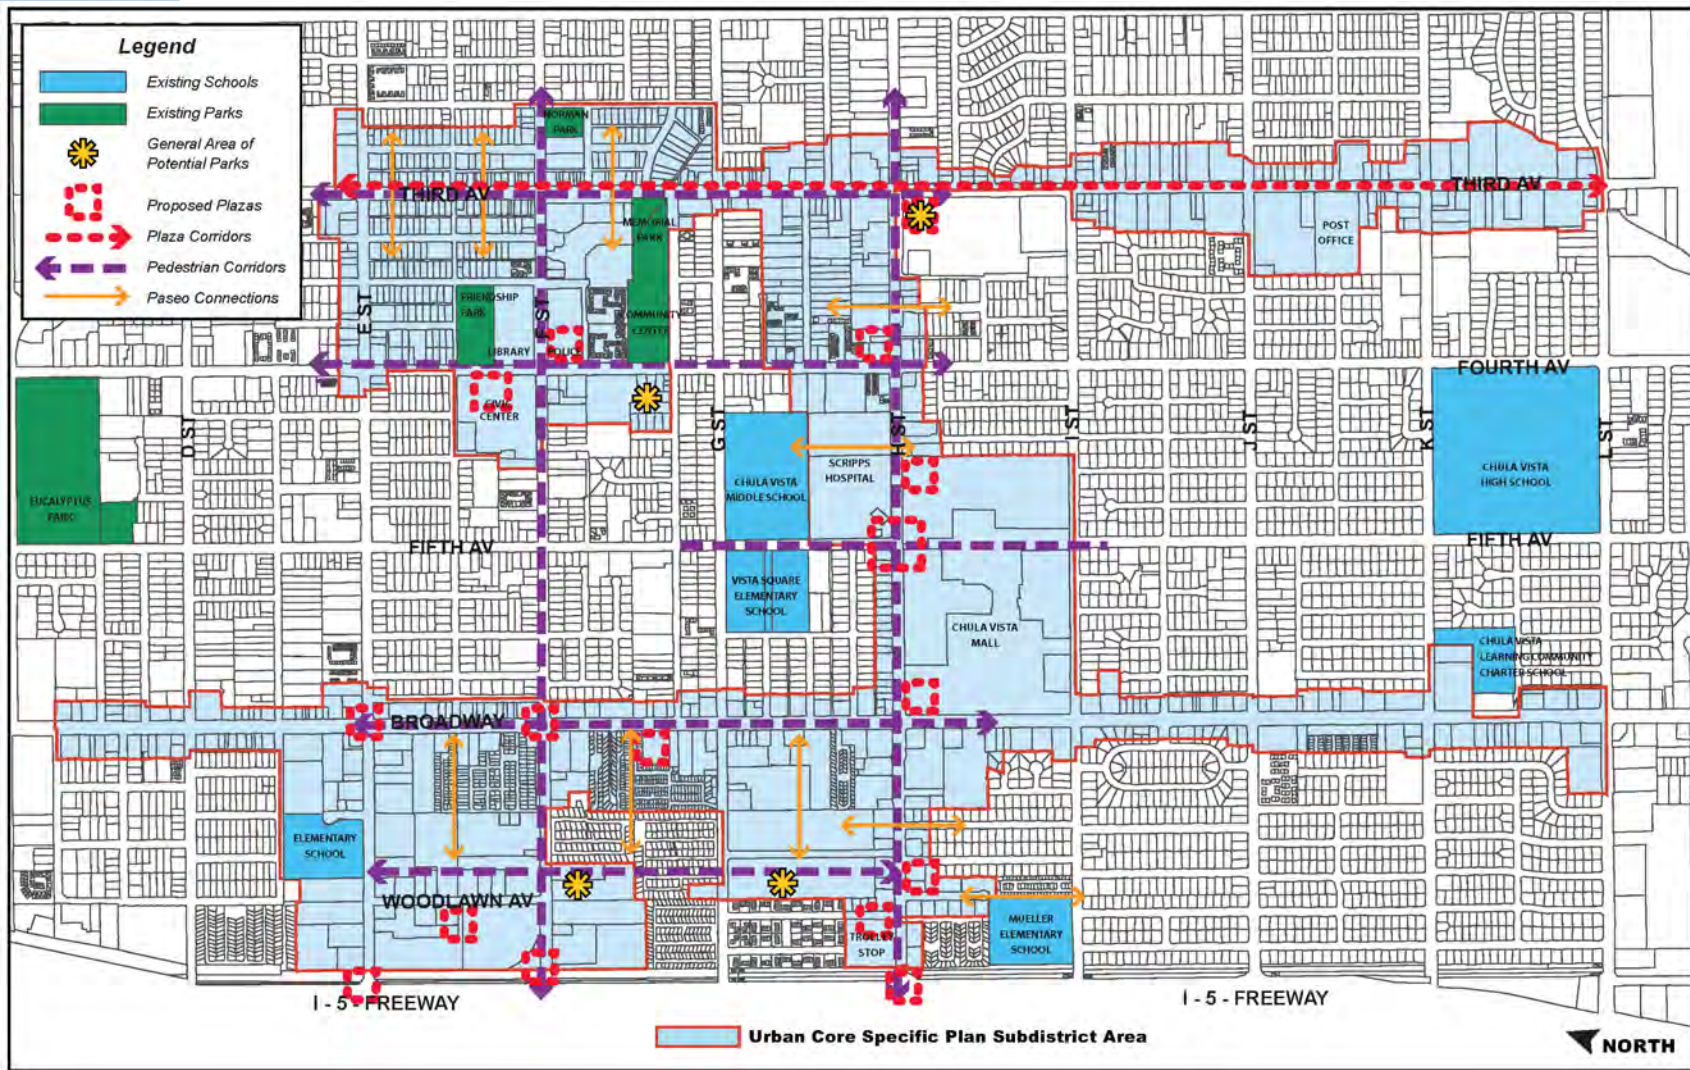 Legend
Existing Schools
Existing Parks
General Area of
Potential Parks
Proposed Plazas
Plaza Corridors
Pedestrian Corridors
Paseo Connections
NORMAN
PARK
THIRD AV
THIRD AV
MEMORIAL
PARK
POST
OFFICE
E ST
F ST
FRIENDSHIP
PARK
COMMUNITY
CENTER
LIBRARY
POLICE
FOURTH AV
CIVIC
CENTER
D ST
G ST
H ST
I ST
J ST
K ST
L ST
EUCALYPTUS
PARK
CHULA VISTA
MIDDLE SCHOOL
SCRIPPS
HOSPITAL
CHULA VISTA
HIGH SCHOOL
FIFTH AV
FIFTH AV
VISTA SQUARE
ELEMENTARY
SCHOOL
CHULA VISTA
MALL
CHULA VISTA
LEARNING COMMUNITY
CHARTER SCHOOL
BROADWAY
ELEMENTARY
SCHOOL
WOODLAWN AV
TROLLEY
STOP
MUELLER
ELEMENTARY
SCHOOL
I - 5 - FREEWAY
I - 5 - FREEWAY
Urban Core Specific Plan Subdistrict Area
NORTH